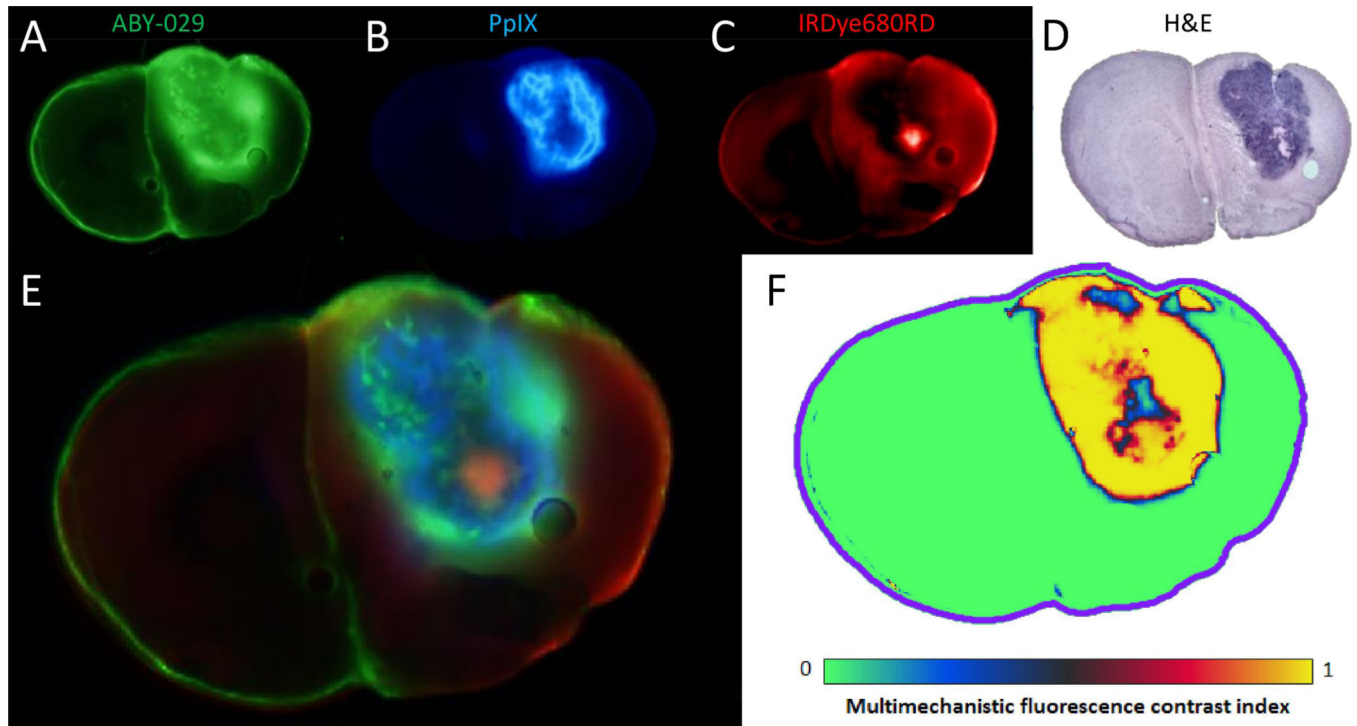 A ABY-029
B PpIX
C IRDye680RD
D H&E
E
F
0 1
Multimechanistic fluorescence contrast index